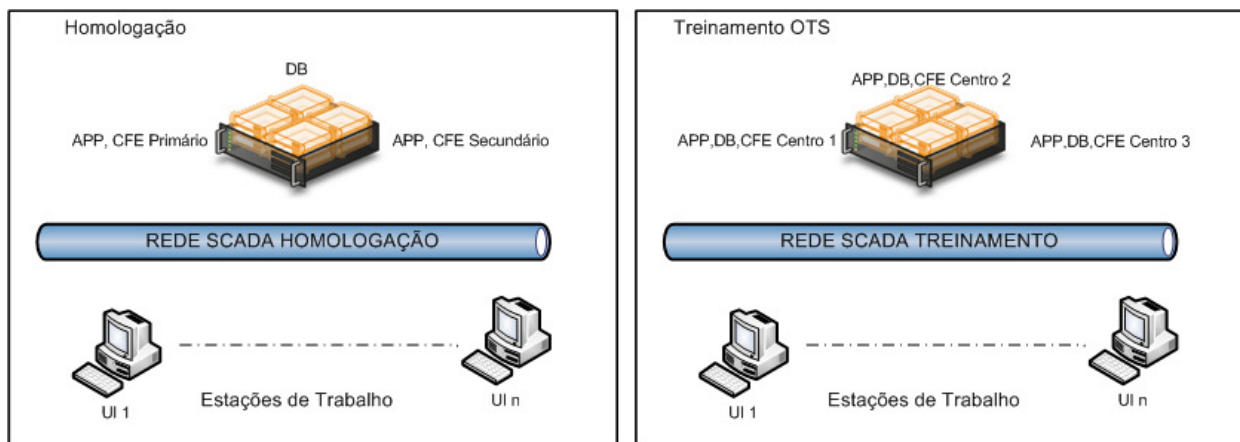 Homologação
DB
APP, CFE Primário
APP, CFE Secundário
REDE SCADA HOMOLOGAÇÃO
UI 1
Estações de Trabalho
UI n
Treinamento OTS
APP,DB,CFE Centro 2
APP,DB,CFE Centro 1
APP,DB,CFE Centro 3
REDE SCADA TREINAMENTO
UI 1
Estações de Trabalho
UI n